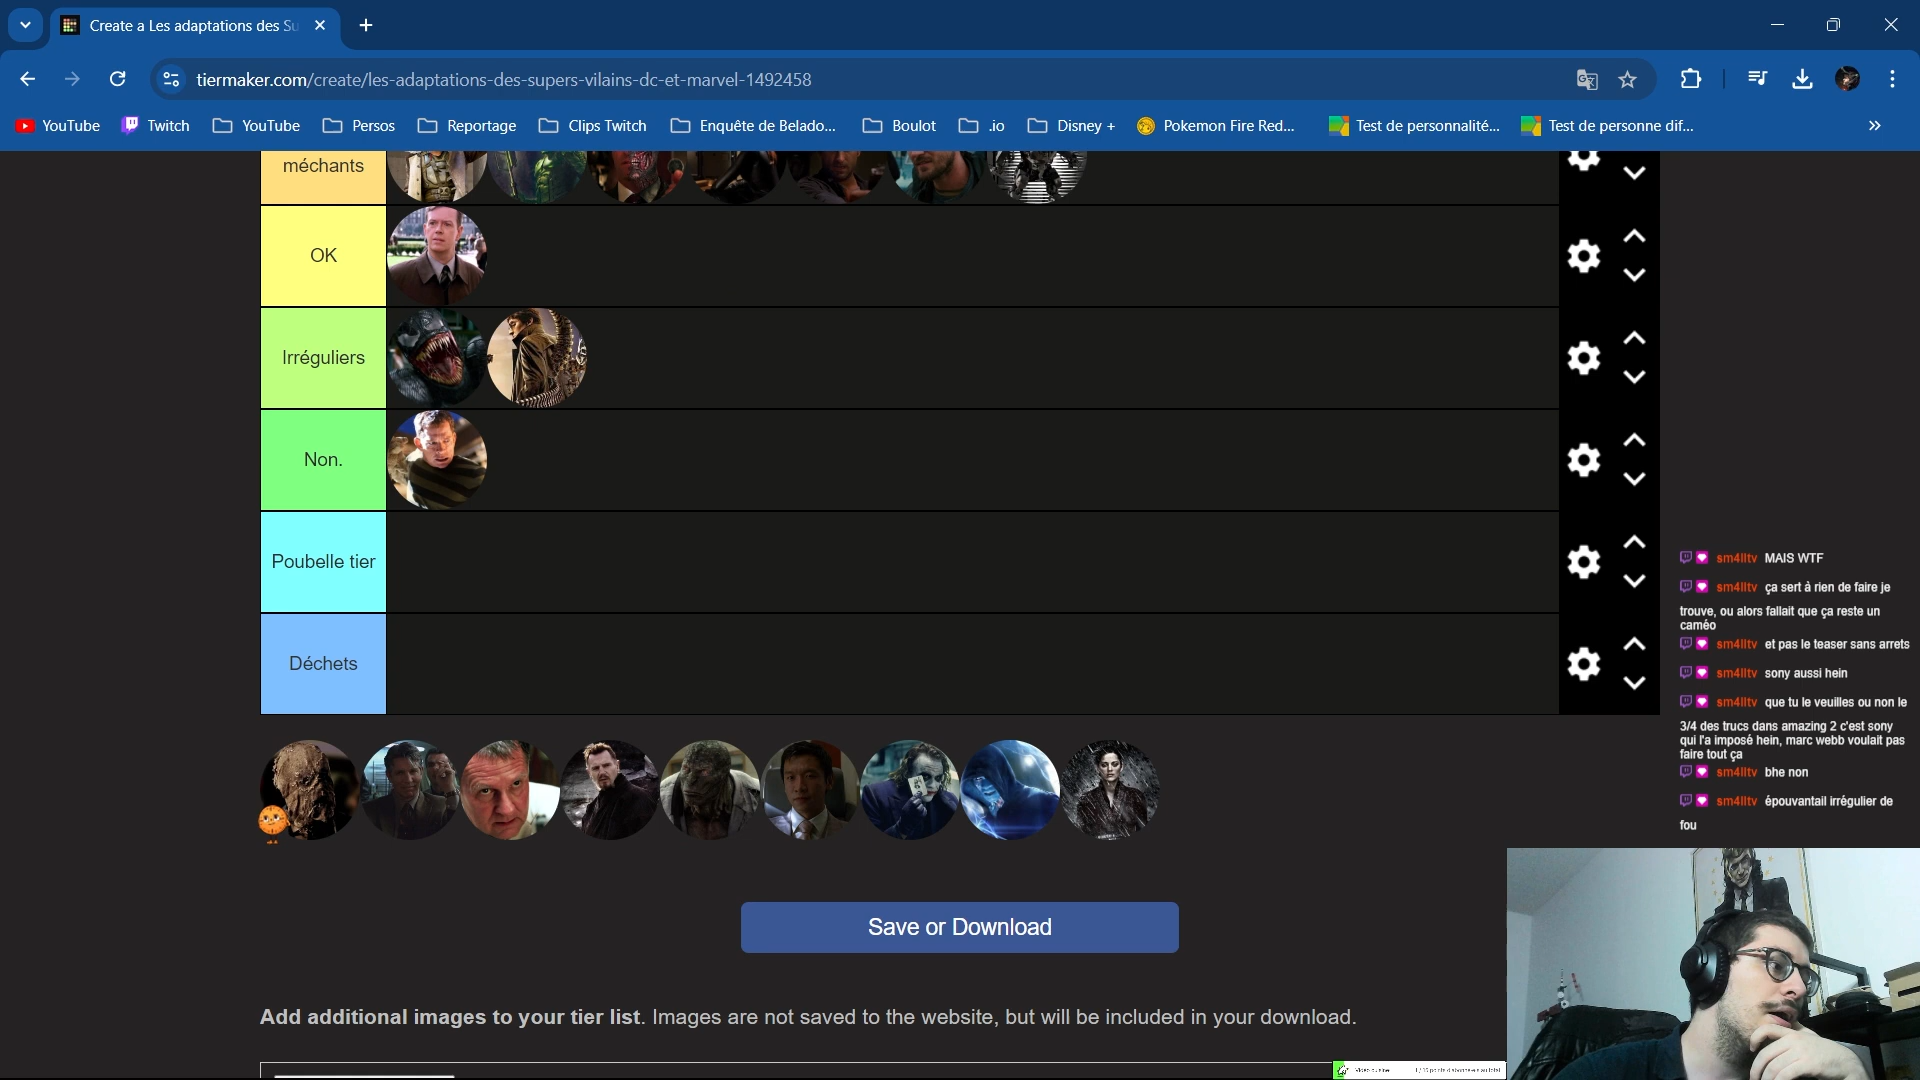 Create a Les adaptations des Su
tiermaker.com/create/les-adaptations-des-supers-vilains-dc-et-marvel-1492458
YouTube
Twitch
YouTube
Persos
Reportage
Clips Twitch
Enquête de Belado...
Boulot
.io
Disney +
Pokemon Fire Red...
Test de personnalité...
Test de personne dif...
méchants
OK
Irréguliers
Non.
Poubelle tier
Déchets
sm4lltv MAIS WTF
sm4lltv ça sert à rien de faire je
trouve, ou alors fallait que ça reste un
caméo
sm4lltv et pas le teaser sans arrets
sm4lltv sony aussi hein
sm4lltv que tu le veuilles ou non le
3/4 des trucs dans amazing 2 c'est sony
qui l'a imposé hein, marc webb voulait pas
faire tout ça
sm4lltv bhe non
sm4lltv épouvantail irrégulier de
fou
Save or Download
Add additional images to your tier list. Images are not saved to the website, but will be included in your download.